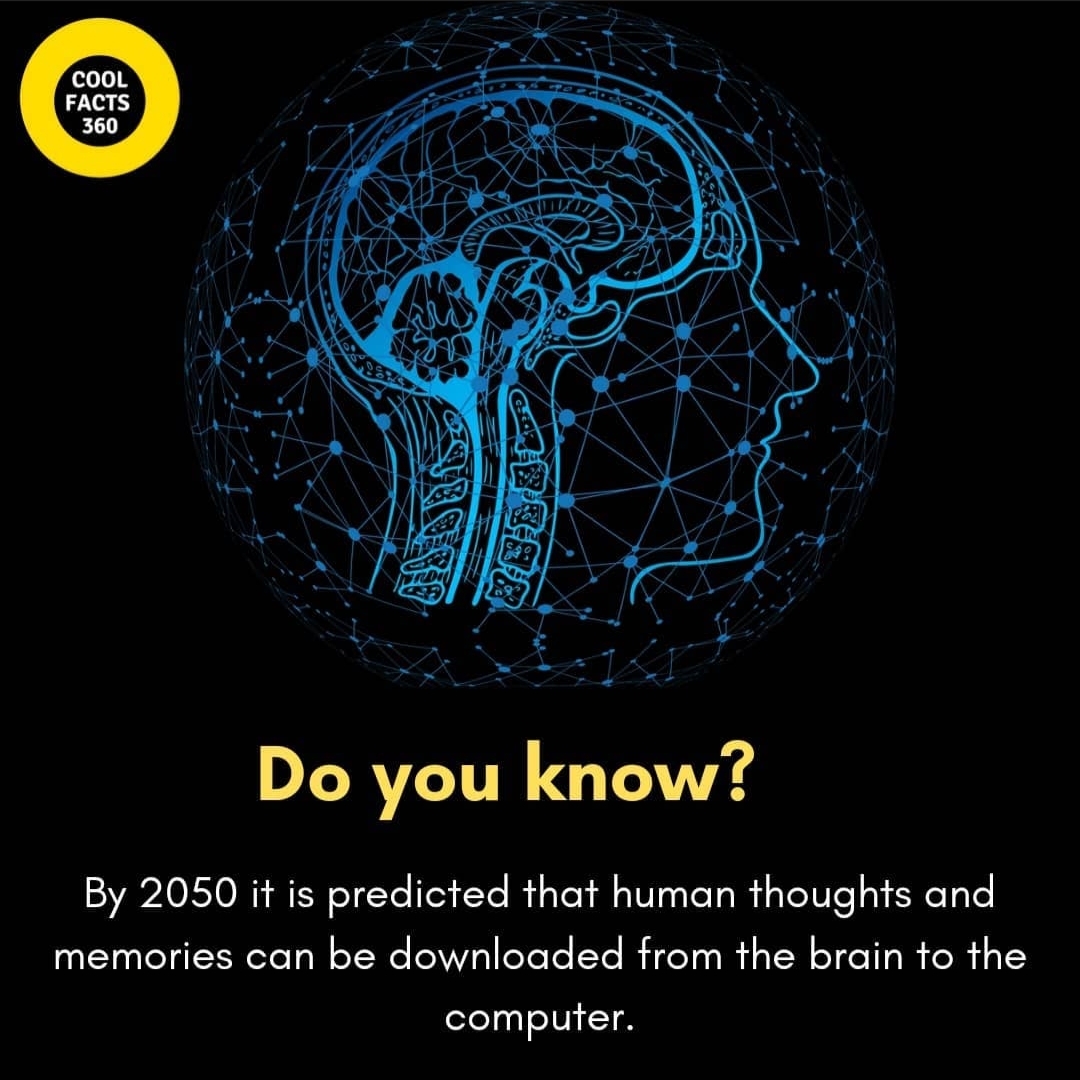 COOL
FACTS
360
Do you know?
By 2050 it is predicted that human thoughts and
memories can be downloaded from the brain to the
computer.